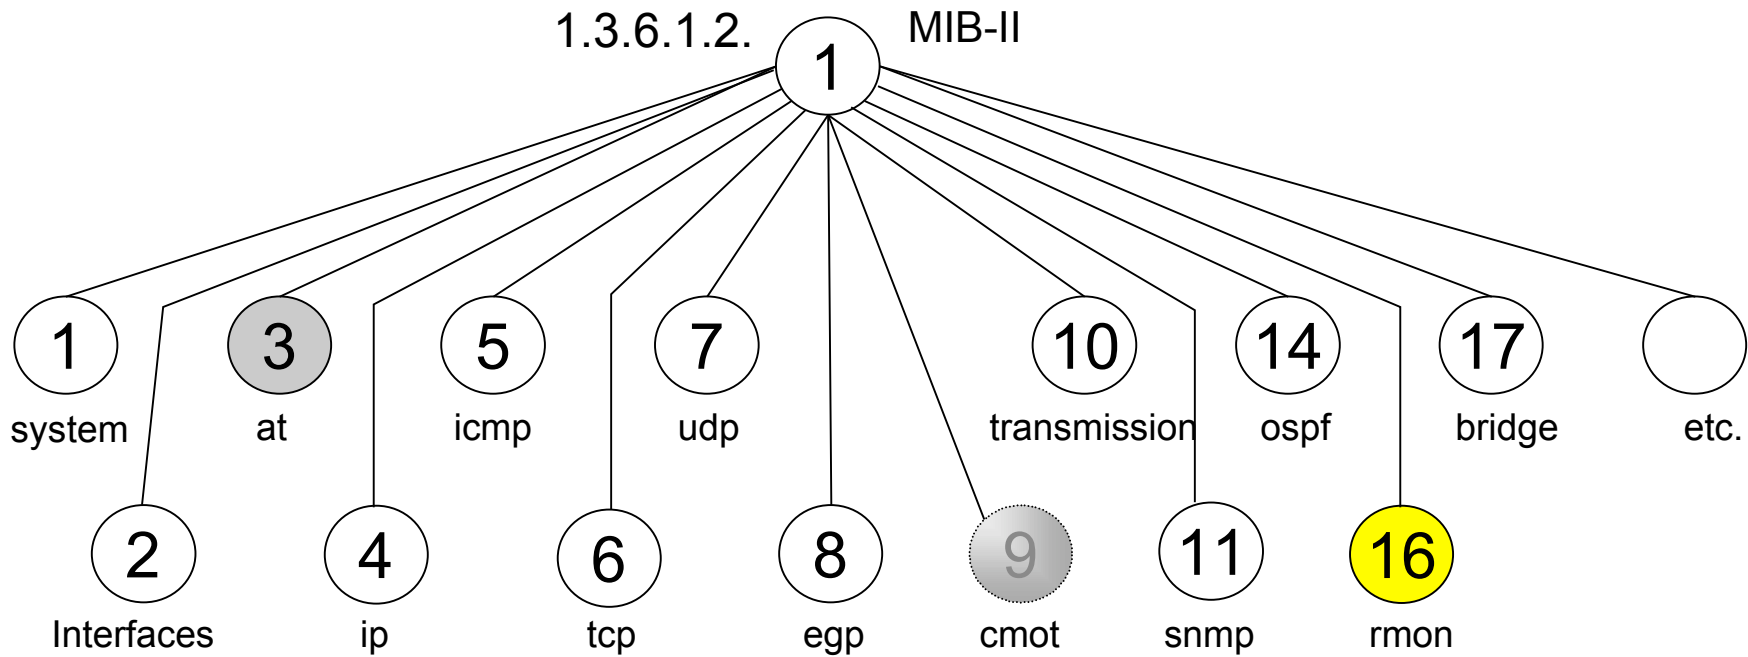 1.3.6.1.2.
1
MIB-II
1
3
5
7
10
14
17
system
at
icmp
udp
transmission
ospf
bridge
etc.
2
4
6
8
9
11
16
Interfaces
ip
tcp
egp
cmot
snmp
rmon